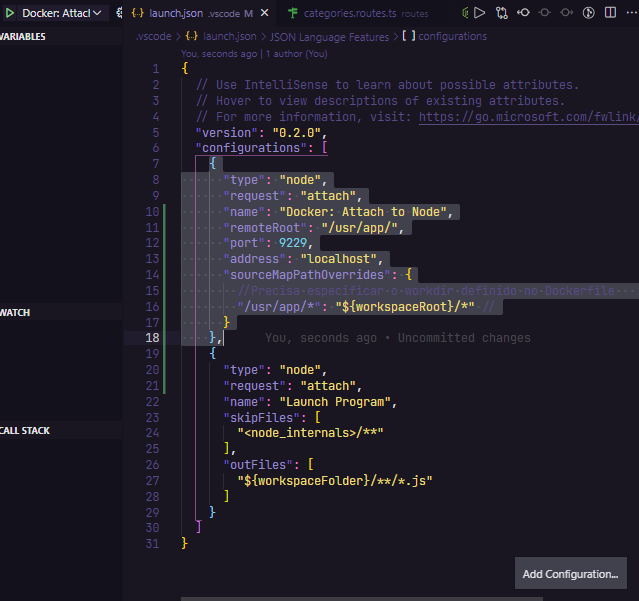 Docker: Attacl
launch.json .vscode M
categories.routes.ts routes
VARIABLES
.vscode > launch.json > JSON Language Features > [ ] configurations
You, seconds ago | 1 author (You)
1 {
2 // Use IntelliSense to learn about possible attributes.
3 // Hover to view descriptions of existing attributes.
4 // For more information, visit: https://go.microsoft.com/fwlink/
5 "version": "0.2.0",
6 "configurations": [
7 {
8 "type": "node",
9 "request": "attach",
10 "name": "Docker: Attach to Node",
11 "remoteRoot": "/usr/app/",
12 "port": 9229,
13 "address": "localhost",
14 "sourceMapPathOverrides": {
15 //Precisa especificar o workdir definido no Dockerfile
16 "/usr/app/*": "${workspaceRoot}/*" //
17 }
18 }, You, seconds ago • Uncommitted changes
19 {
20 "type": "node",
21 "request": "attach",
22 "name": "Launch Program",
23 "skipFiles": [
24 "<node_internals>/**"
25 ],
26 "outFiles": [
27 "${workspaceFolder}/**/*.js"
28 ]
29 }
30 ]
31 }
WATCH
CALL STACK
Add Configuration...